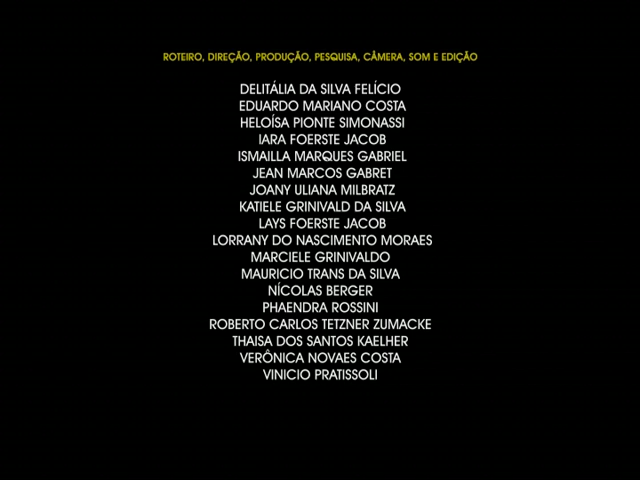 ROTEIRO, DIREÇÃO, PRODUÇÃO, PESQUISA, CÂMERA, SOM E EDIÇÃO
DELITÁLIA DA SILVA FELÍCIO
EDUARDO MARIANO COSTA
HELOÍSA PIONTE SIMONASSI
IARA FOERSTE JACOB
ISMAILLA MARQUES GABRIEL
JEAN MARCOS GABRET
JOANY ULIANA MILBRATZ
KATIELE GRINIVALD DA SILVA
LAYS FOERSTE JACOB
LORRANY DO NASCIMENTO MORAES
MARCIELE GRINIVALDO
MAURICIO TRANS DA SILVA
NÍCOLAS BERGER
PHAENDRA ROSSINI
ROBERTO CARLOS TETZNER ZUMACKE
THAISA DOS SANTOS KAELHER
VERÔNICA NOVAES COSTA
VINICIO PRATISSOLI